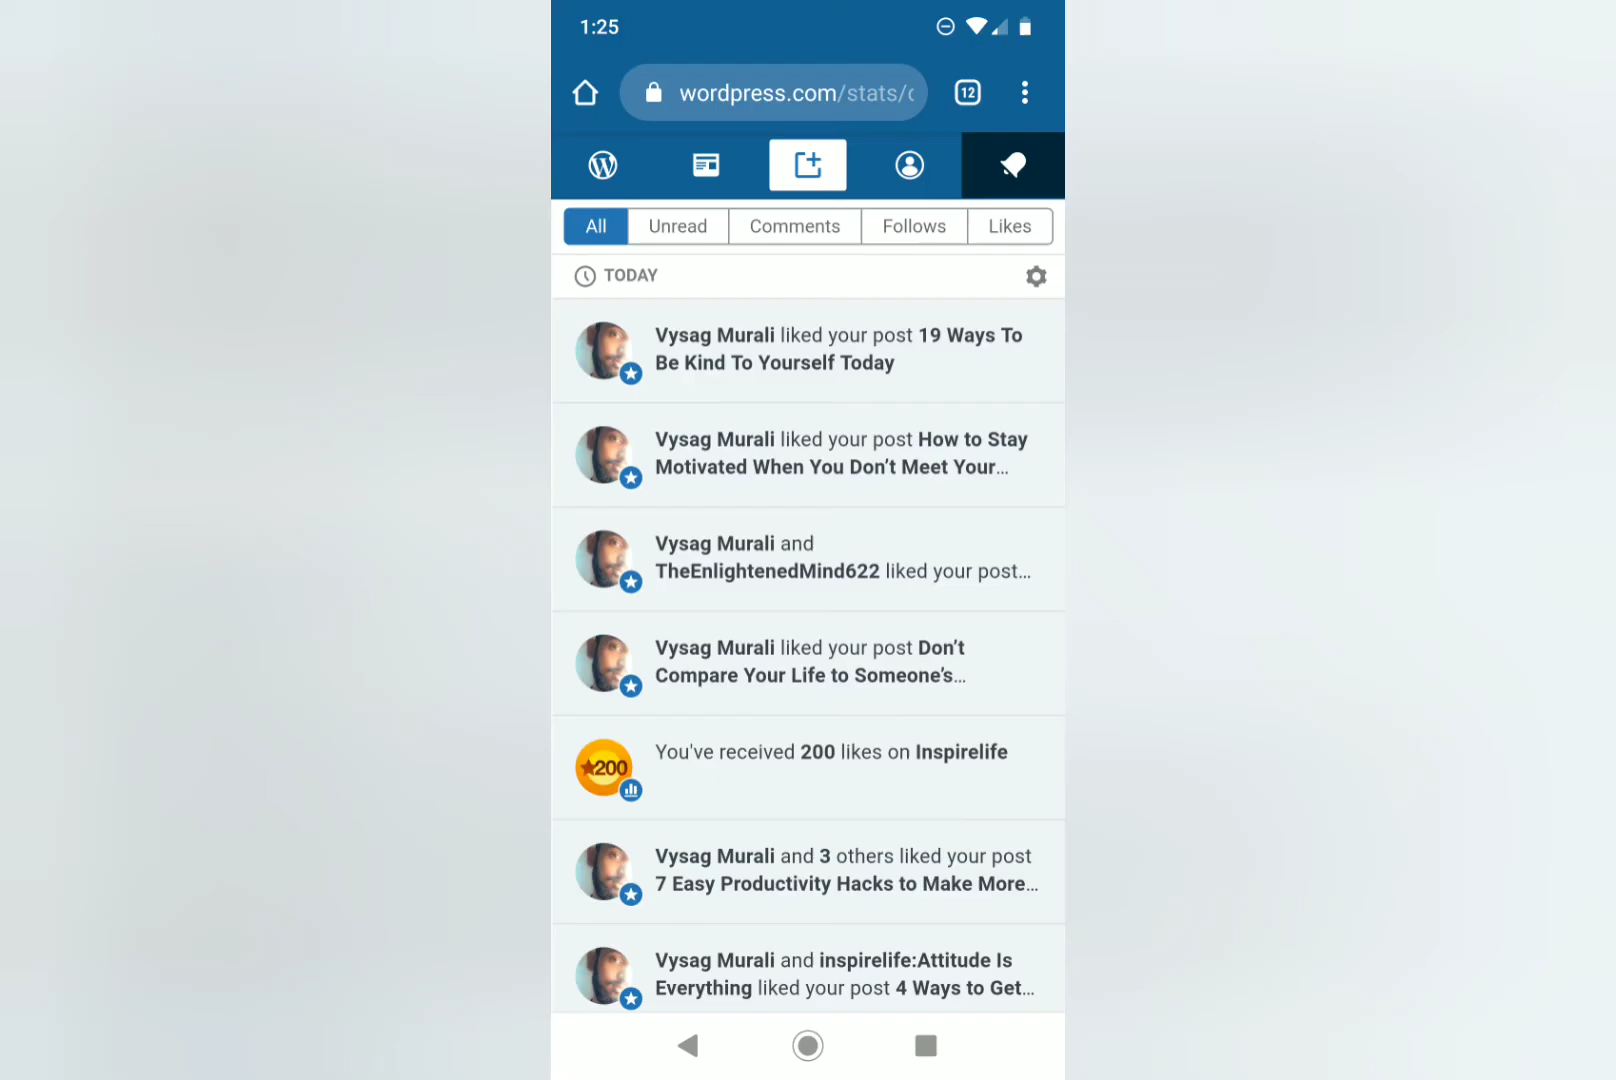 1:25
wordpress.com/stats/
12
All
Unread
Comments
Follows
Likes
TODAY
Vysag Murali liked your post 19 Ways To
Be Kind To Yourself Today
Vysag Murali liked your post How to Stay
Motivated When You Don’t Meet Your…
Vysag Murali and
TheEnlightenedMind622 liked your post…
Vysag Murali liked your post Don’t
Compare Your Life to Someone’s…
★200
You've received 200 likes on Inspirelife
Vysag Murali and 3 others liked your post
7 Easy Productivity Hacks to Make More…
Vysag Murali and inspirelife:Attitude Is
Everything liked your post 4 Ways to Get…